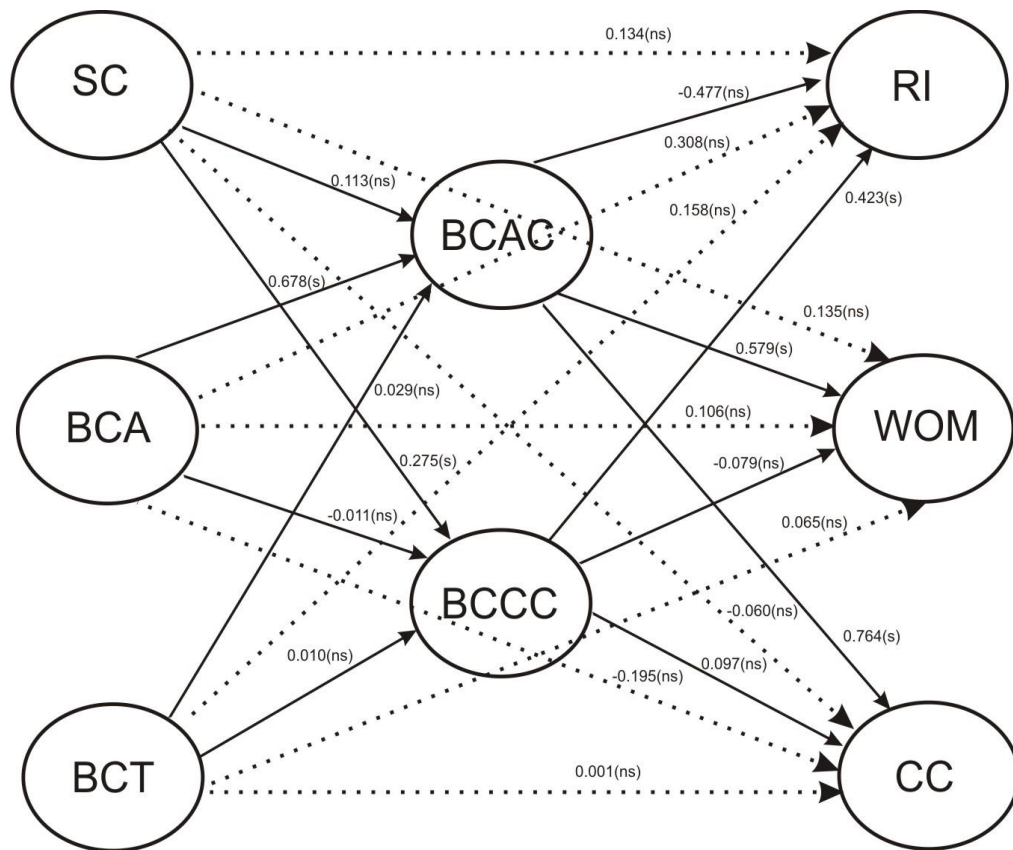 0.134(ns)
SC
RI
-0.477(ns)
0.308(ns)
0.113(ns)
0.423(s)
0.158(ns)
BCAC
0.678(s)
0.135(ns)
0.579(s)
0.029(ns)
0.106(ns)
BCA
WOM
0.275(s)
-0.079(ns)
-0.011(ns)
0.065(ns)
BCCC
-0.060(ns)
0.764(s)
0.010(ns)
0.097(ns)
-0.195(ns)
0.001(ns)
BCT
CC